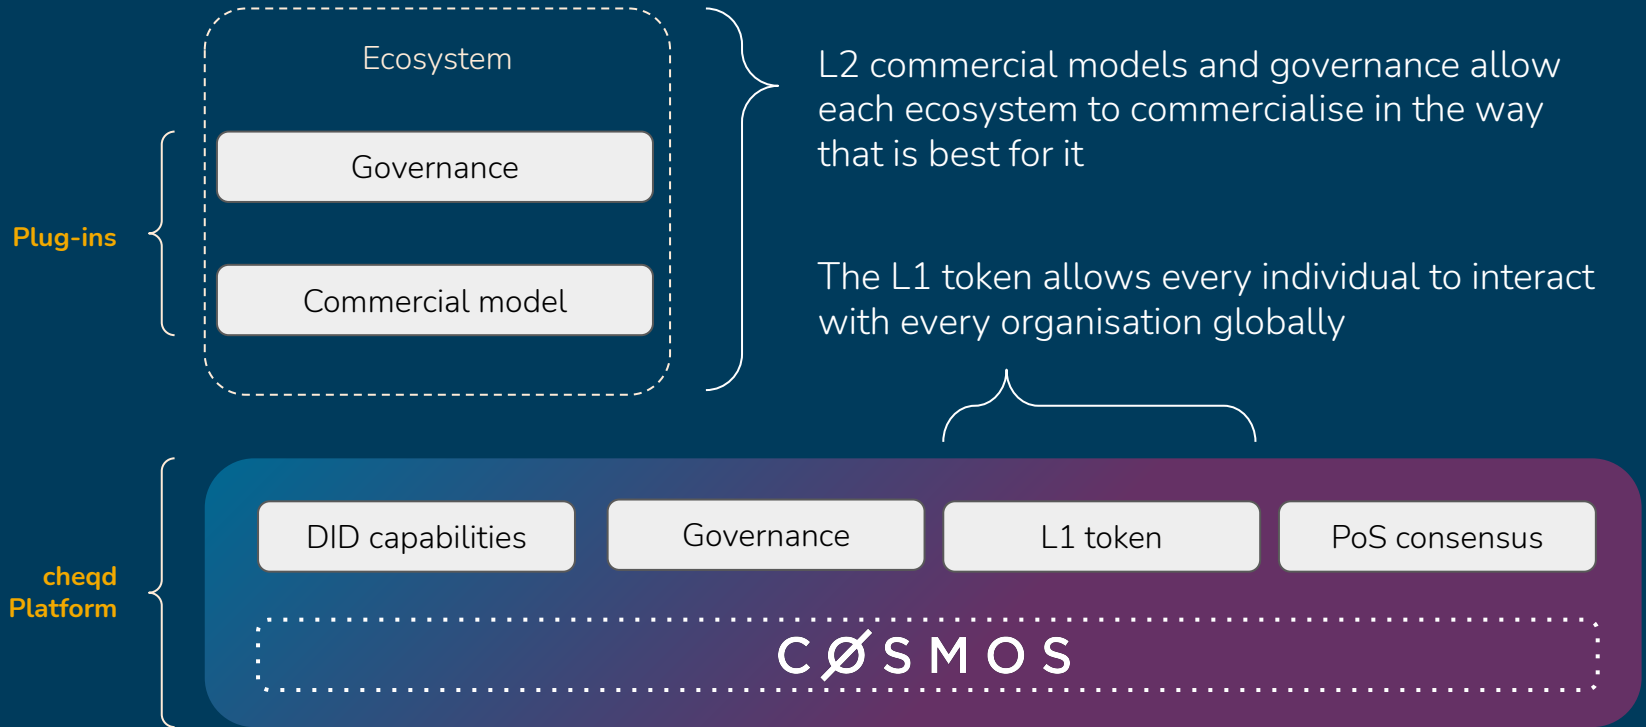 Ecosystem
Governance
Commercial model
Plug-ins
L2 commercial models and governance allow
each ecosystem to commercialise in the way
that is best for it
The L1 token allows every individual to interact
with every organisation globally
cheqd
Platform
DID capabilities
Governance
L1 token
PoS consensus
CØSMOS